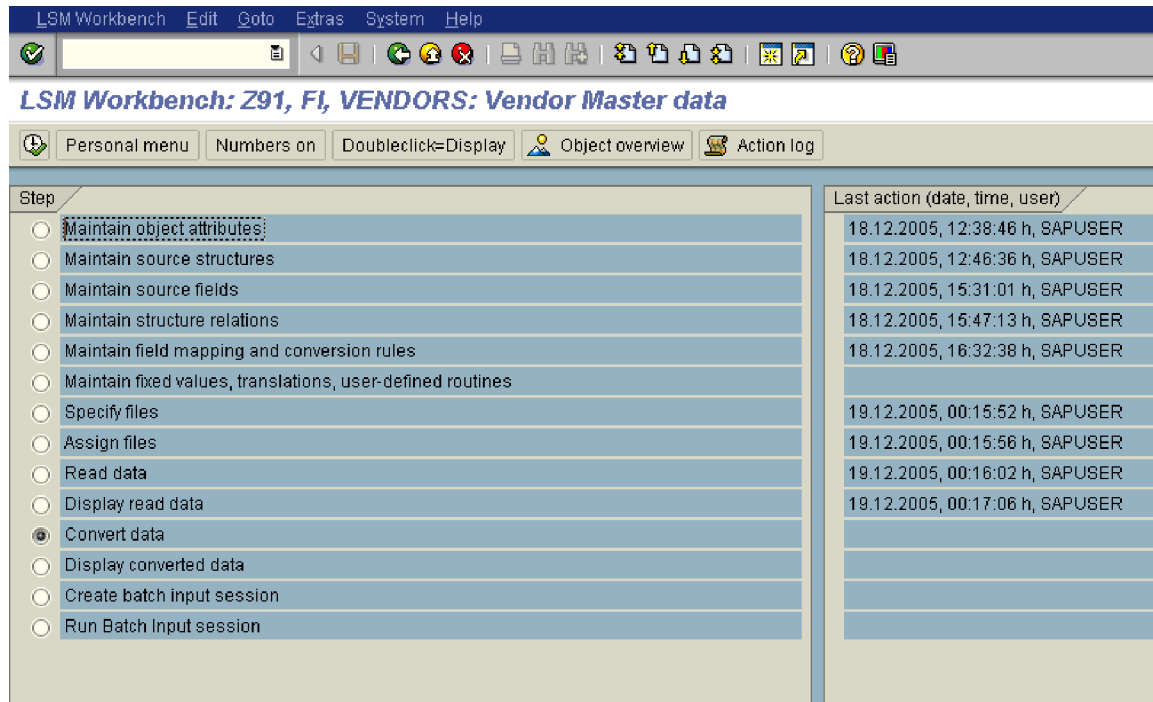 LSM Workbench Edit Goto Extras System Help
LSM Workbench: Z91, FI, VENDORS: Vendor Master data
Personal menu Numbers on Doubleclick=Display Object overview Action log
Step Last action (date, time, user)
Maintain object attributes 18.12.2005, 12:38:46 h, SAPUSER
Maintain source structures 18.12.2005, 12:46:36 h, SAPUSER
Maintain source fields 18.12.2005, 15:31:01 h, SAPUSER
Maintain structure relations 18.12.2005, 15:47:13 h, SAPUSER
Maintain field mapping and conversion rules 18.12.2005, 16:32:38 h, SAPUSER
Maintain fixed values, translations, user-defined routines
Specify files 19.12.2005, 00:15:52 h, SAPUSER
Assign files 19.12.2005, 00:15:56 h, SAPUSER
Read data 19.12.2005, 00:16:02 h, SAPUSER
Display read data 19.12.2005, 00:17:06 h, SAPUSER
Convert data
Display converted data
Create batch input session
Run Batch Input session